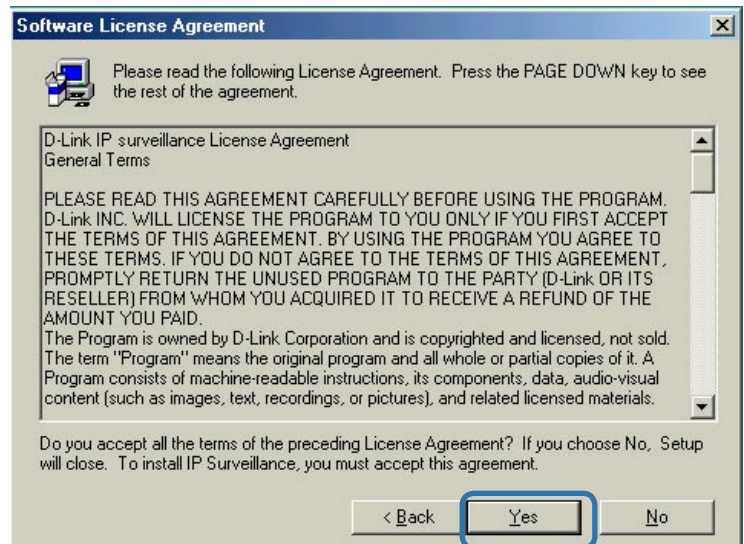 Software License Agreement
Please read the following License Agreement. Press the PAGE DOWN key to see
the rest of the agreement.
D-Link IP surveillance License Agreement
General Terms
PLEASE READ THIS AGREEMENT CAREFULLY BEFORE USING THE PROGRAM.
D-Link INC. WILL LICENSE THE PROGRAM TO YOU ONLY IF YOU FIRST ACCEPT
THE TERMS OF THIS AGREEMENT. BY USING THE PROGRAM YOU AGREE TO
THESE TERMS. IF YOU DO NOT AGREE TO THE TERMS OF THIS AGREEMENT,
PROMPTLY RETURN THE UNUSED PROGRAM TO THE PARTY (D-Link OR ITS
RESELLER) FROM WHOM YOU ACQUIRED IT TO RECEIVE A REFUND OF THE
AMOUNT YOU PAID.
The Program is owned by D-Link Corporation and is copyrighted and licensed, not sold.
The term "Program" means the original program and all whole or partial copies of it. A
Program consists of machine-readable instructions, its components, data, audio-visual
content (such as images, text, recordings, or pictures), and related licensed materials.
Do you accept all the terms of the preceding License Agreement? If you choose No, Setup
will close. To install IP Surveillance, you must accept this agreement.
< Back Yes No